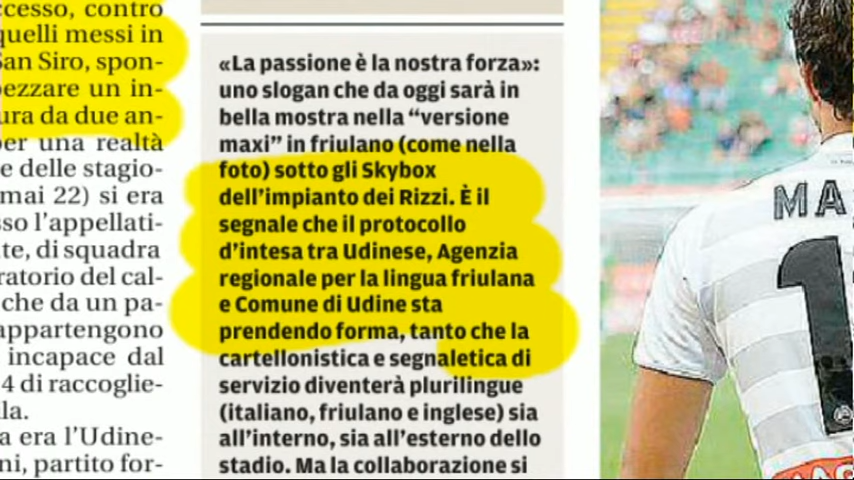 ccesso, contro
quelli messi in
San Siro, spon-
pezzare un in-
ura da due an-
per una realtà
e delle stagio-
mai 22) si era
sso l'appellati-
te, di squadra
ratorio del cal-
che da un pa-
appartengono
incapace dal
4 di raccoglie-
la.
a era l'Udine-
ni, partito for-
«La passione è la nostra forza»:
uno slogan che da oggi sarà in
bella mostra nella “versione
maxi” in friulano (come nella
foto) sotto gli Skybox
dell'impianto dei Rizzi. È il
segnale che il protocollo
d'intesa tra Udinese, Agenzia
regionale per la lingua friulana
e Comune di Udine sta
prendendo forma, tanto che la
cartellonistica e segnaletica di
servizio diventerà plurilingue
(italiano, friulano e inglese) sia
all'interno, sia all'esterno dello
stadio. Ma la collaborazione si
MA
1